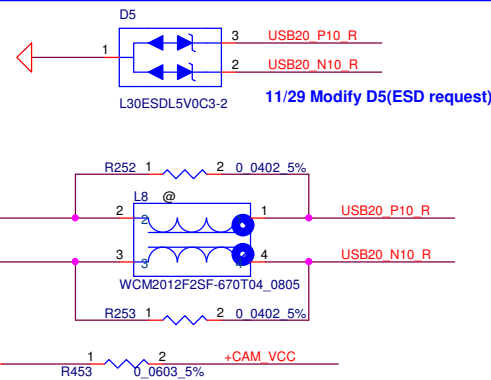 D5
1
3 USB20_P10_R
2 USB20_N10_R
L30ESDL5V0C3-2
11/29 Modify D5(ESD request)
R252 1 2 0_0402_5%
L8 @
2 2 1 USB20_P10_R
3 3 4 USB20_N10_R
WCM2012F2SF-670T04_0805
R253 1 2 0_0402_5%
1 2 +CAM_VCC
R453 0_0603_5%